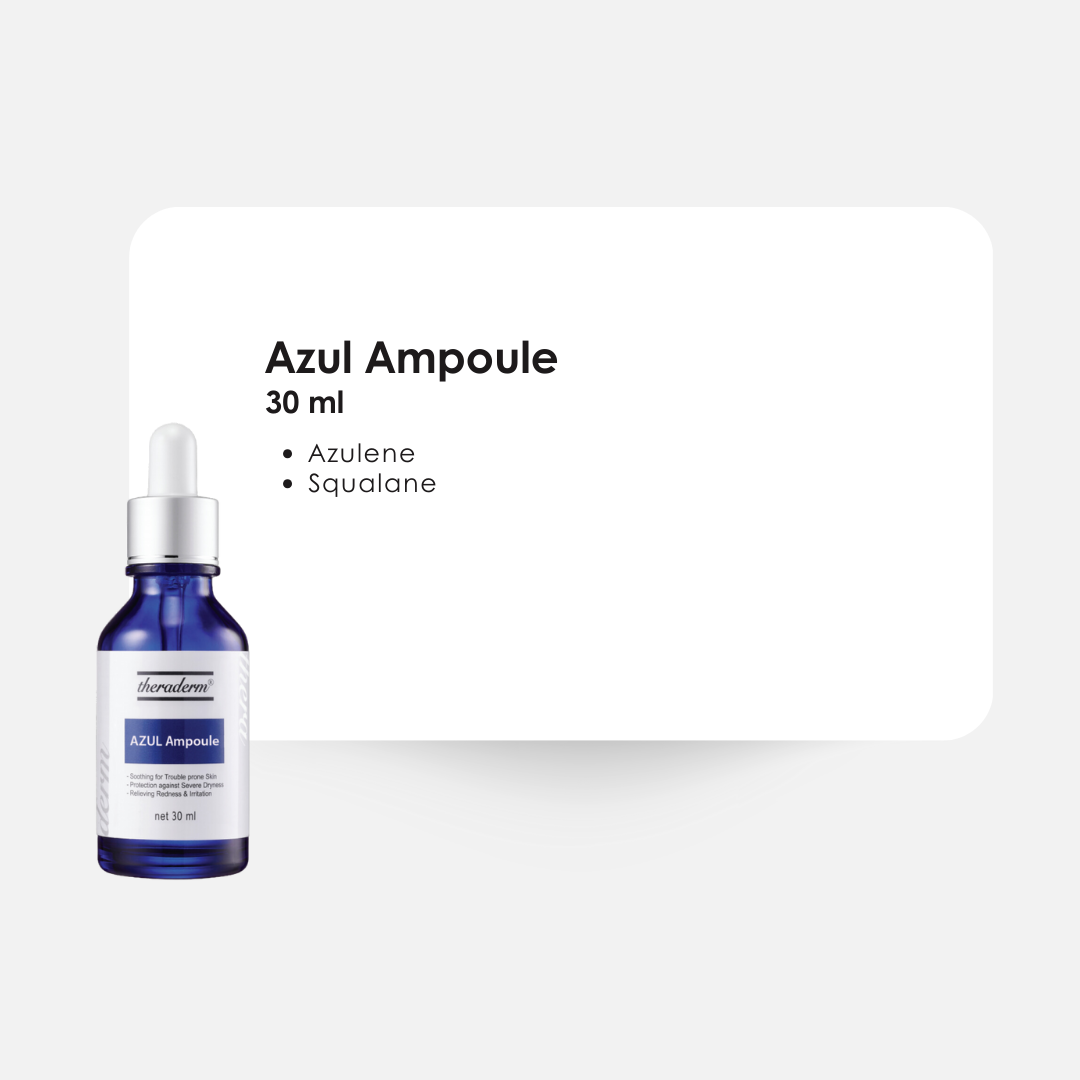 Azul Ampoule
30 ml
• Azulene
• Squalane
theraderm®
AZUL Ampoule
- Soothing for Trouble prone Skin
- Protection against Severe Dryness
- Relieving Redness & Irritation
net 30 ml
derm